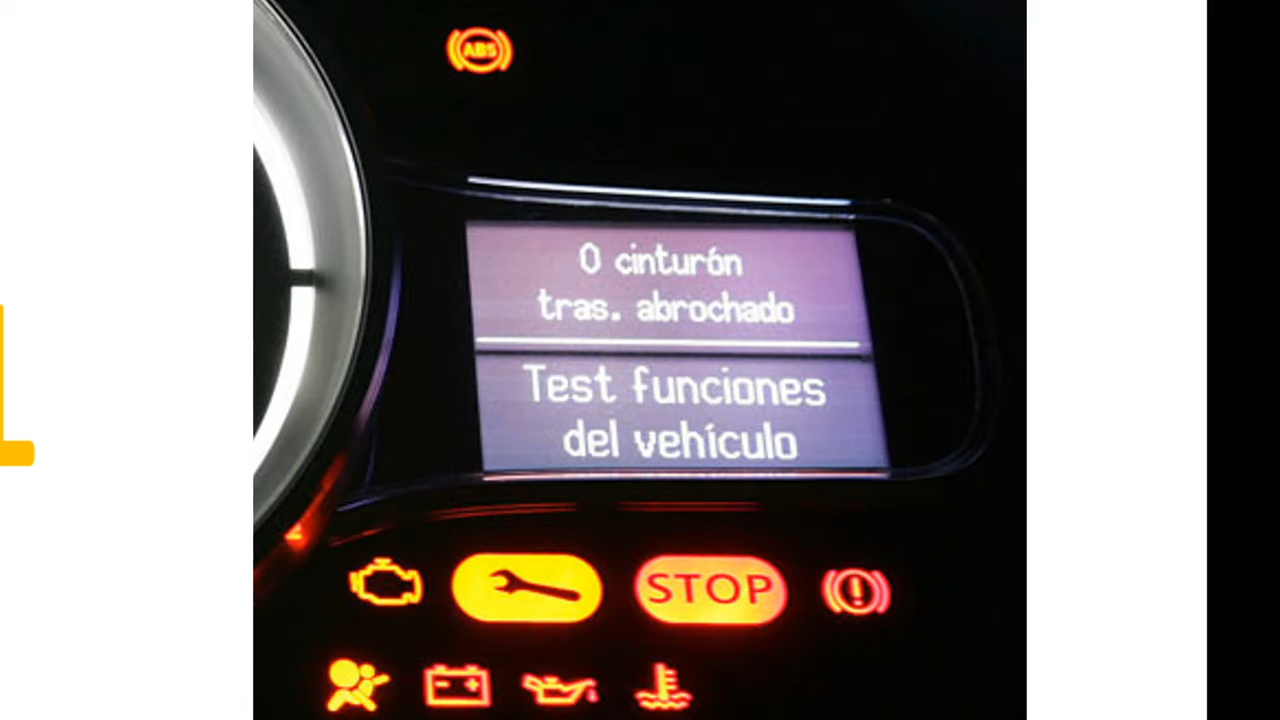 ABS
0 cinturón
tras. abrochado
Test funciones
del vehículo
STOP